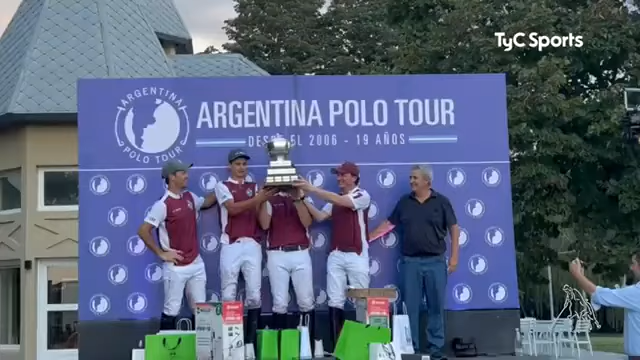 TyC Sports
ARGENTINA
POLO TOUR
ARGENTINA POLO TOUR
DESDE EL 2006 - 19 AÑOS